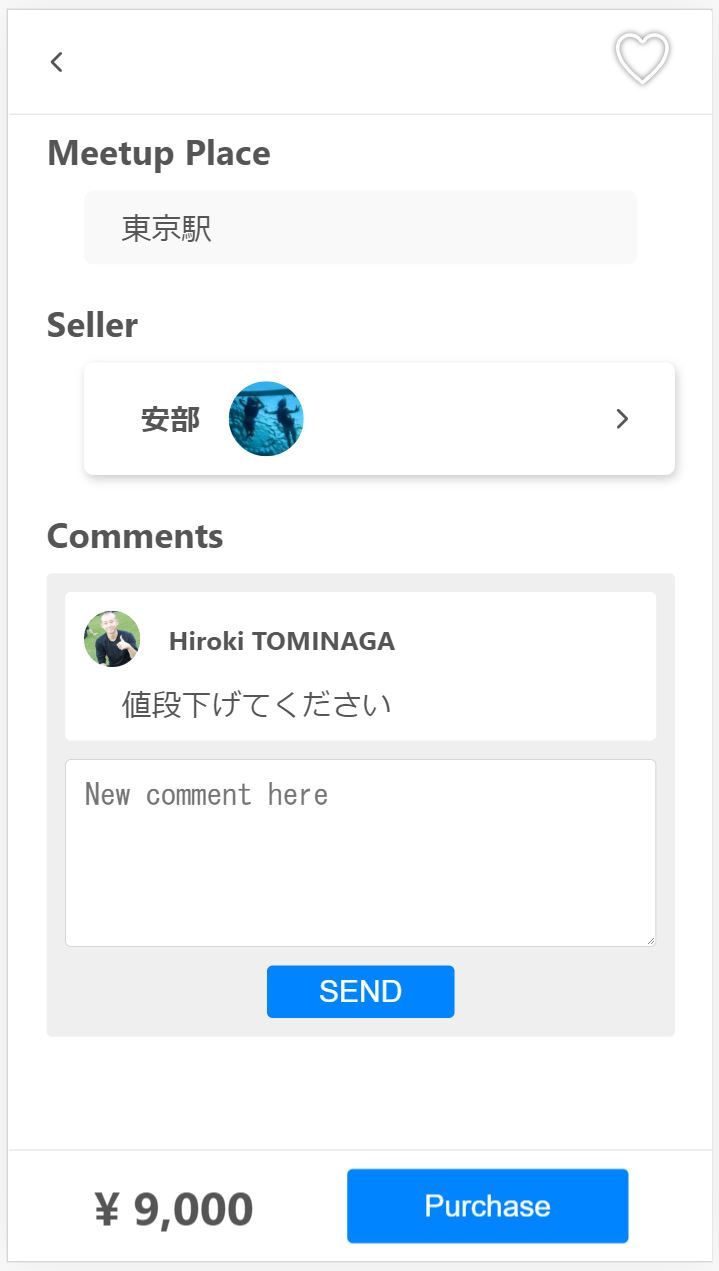 Meetup Place
東京駅
Seller
安部
Comments
Hiroki TOMINAGA
値段下げてください
New comment here
SEND
¥ 9,000
Purchase